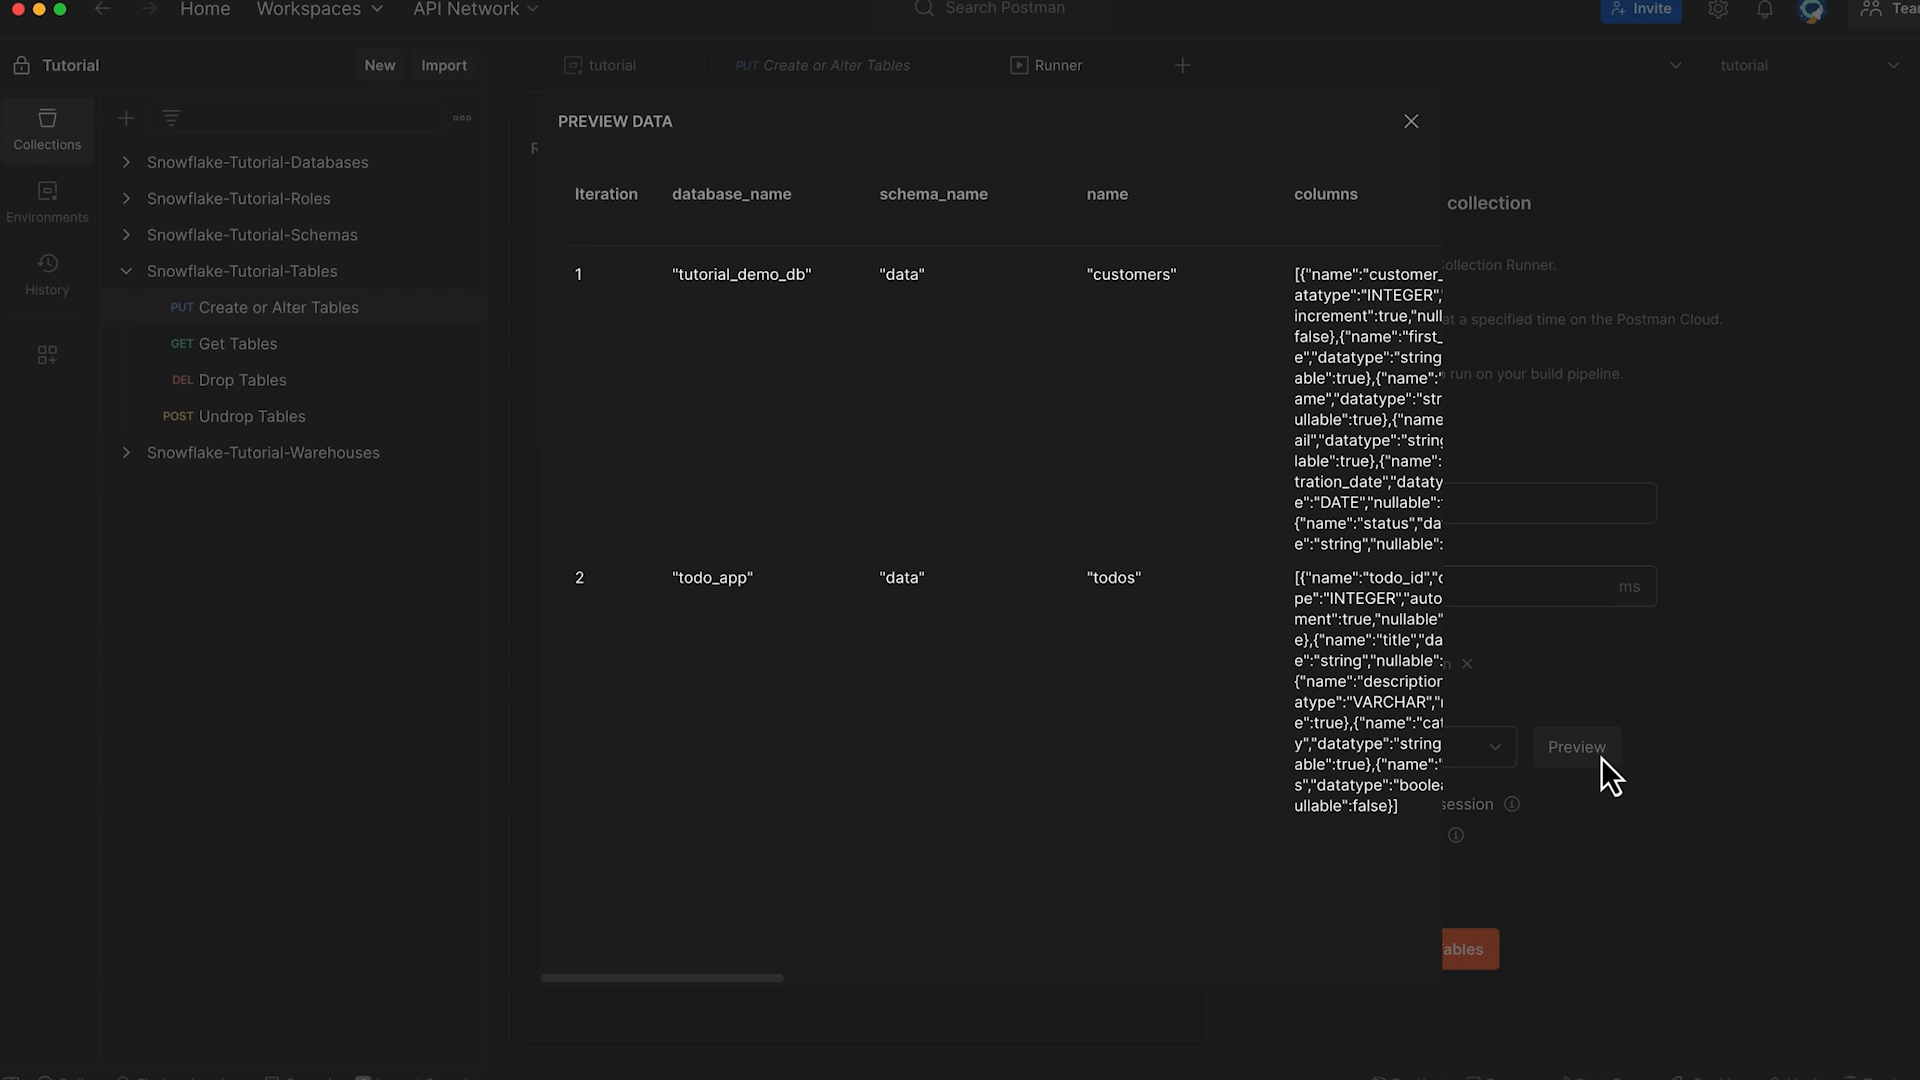 Home Workspaces API Network Search Postman Invite
Tutorial New Import tutorial PUT Create or Alter Tables Runner tutorial
Collections
Environments
History
Snowflake-Tutorial-Databases
Snowflake-Tutorial-Roles
Snowflake-Tutorial-Schemas
Snowflake-Tutorial-Tables
PUT Create or Alter Tables
GET Get Tables
DEL Drop Tables
POST Undrop Tables
Snowflake-Tutorial-Warehouses
PREVIEW DATA
Iteration database_name schema_name name columns
1 "tutorial_demo_db" "data" "customers"
[{"name":"customer_
atatype":"INTEGER",
increment":true,"null
false},{"name":"first_
e","datatype":"string
able":true},{"name":"
ame","datatype":"str
ullable":true},{"name
ail","datatype":"string
lable":true},{"name":
tration_date","dataty
e":"DATE","nullable":
{"name":"status","da
e":"string","nullable":
2 "todo_app" "data" "todos"
[{"name":"todo_id","d
pe":"INTEGER","auto
ment":true,"nullable"
e},{"name":"title","da
e":"string","nullable":
{"name":"description
atype":"VARCHAR","n
e":true},{"name":"cat
y","datatype":"string
able":true},{"name":"
s","datatype":"boolea
ullable":false}]
collection
ollection Runner.
at a specified time on the Postman Cloud.
run on your build pipeline.
ms
Preview
session
ables